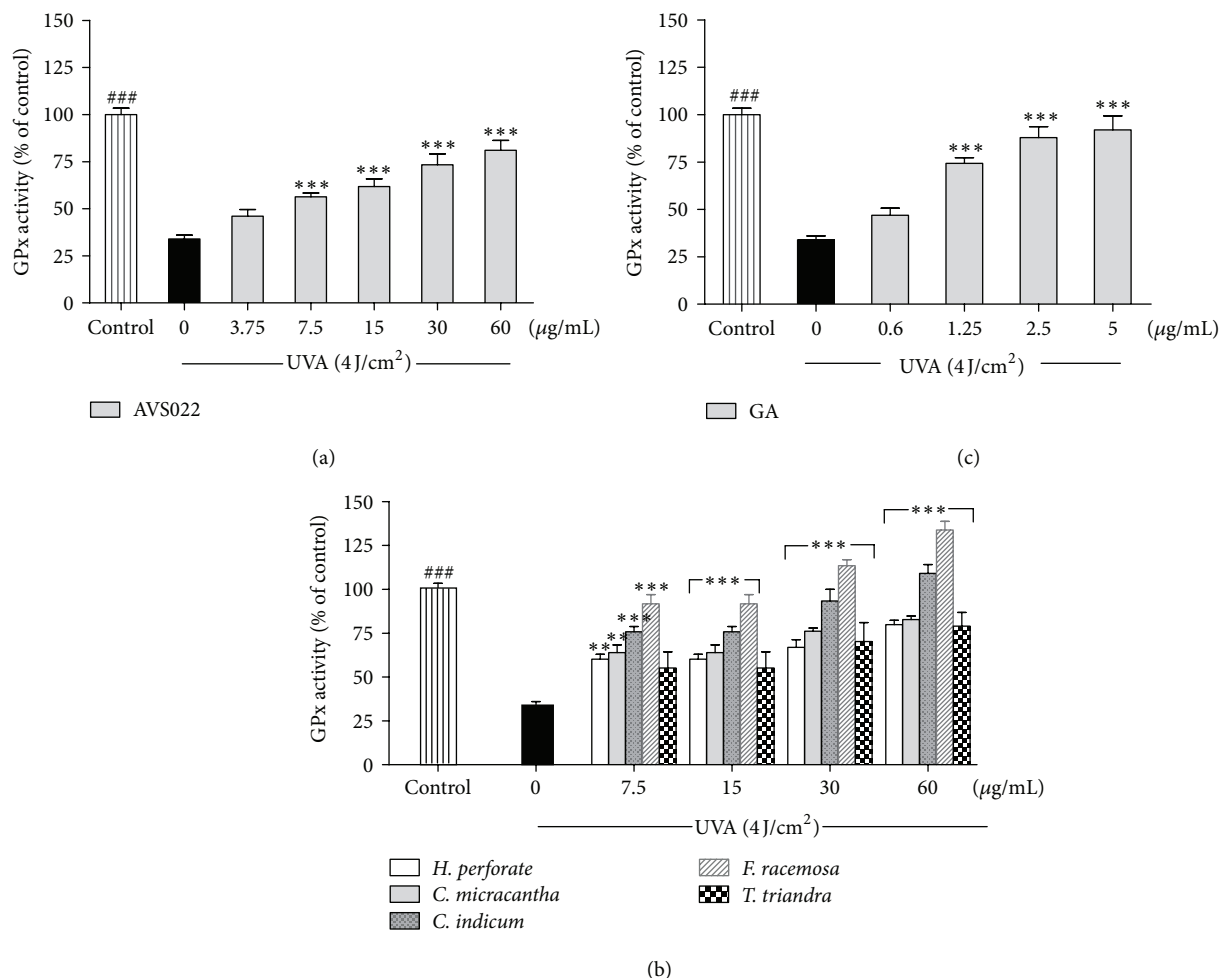 150
125
100
75
50
25
0
GPx activity (% of control)
###
***
***
***
***
Control
0
3.75
7.5
15
30
60
(μg/mL)
UVA (4 J/cm²)
AVS022
(a)
150
125
100
75
50
25
0
GPx activity (% of control)
###
***
***
***
Control
0
0.6
1.25
2.5
5
(μg/mL)
UVA (4 J/cm²)
GA
(c)
150
125
100
75
50
25
0
GPx activity (% of control)
###
**
**
***
***
***
***
***
Control
0
7.5
15
30
60
(μg/mL)
UVA (4 J/cm²)
H. perforate
C. micracantha
C. indicum
F. racemosa
T. triandra
(b)